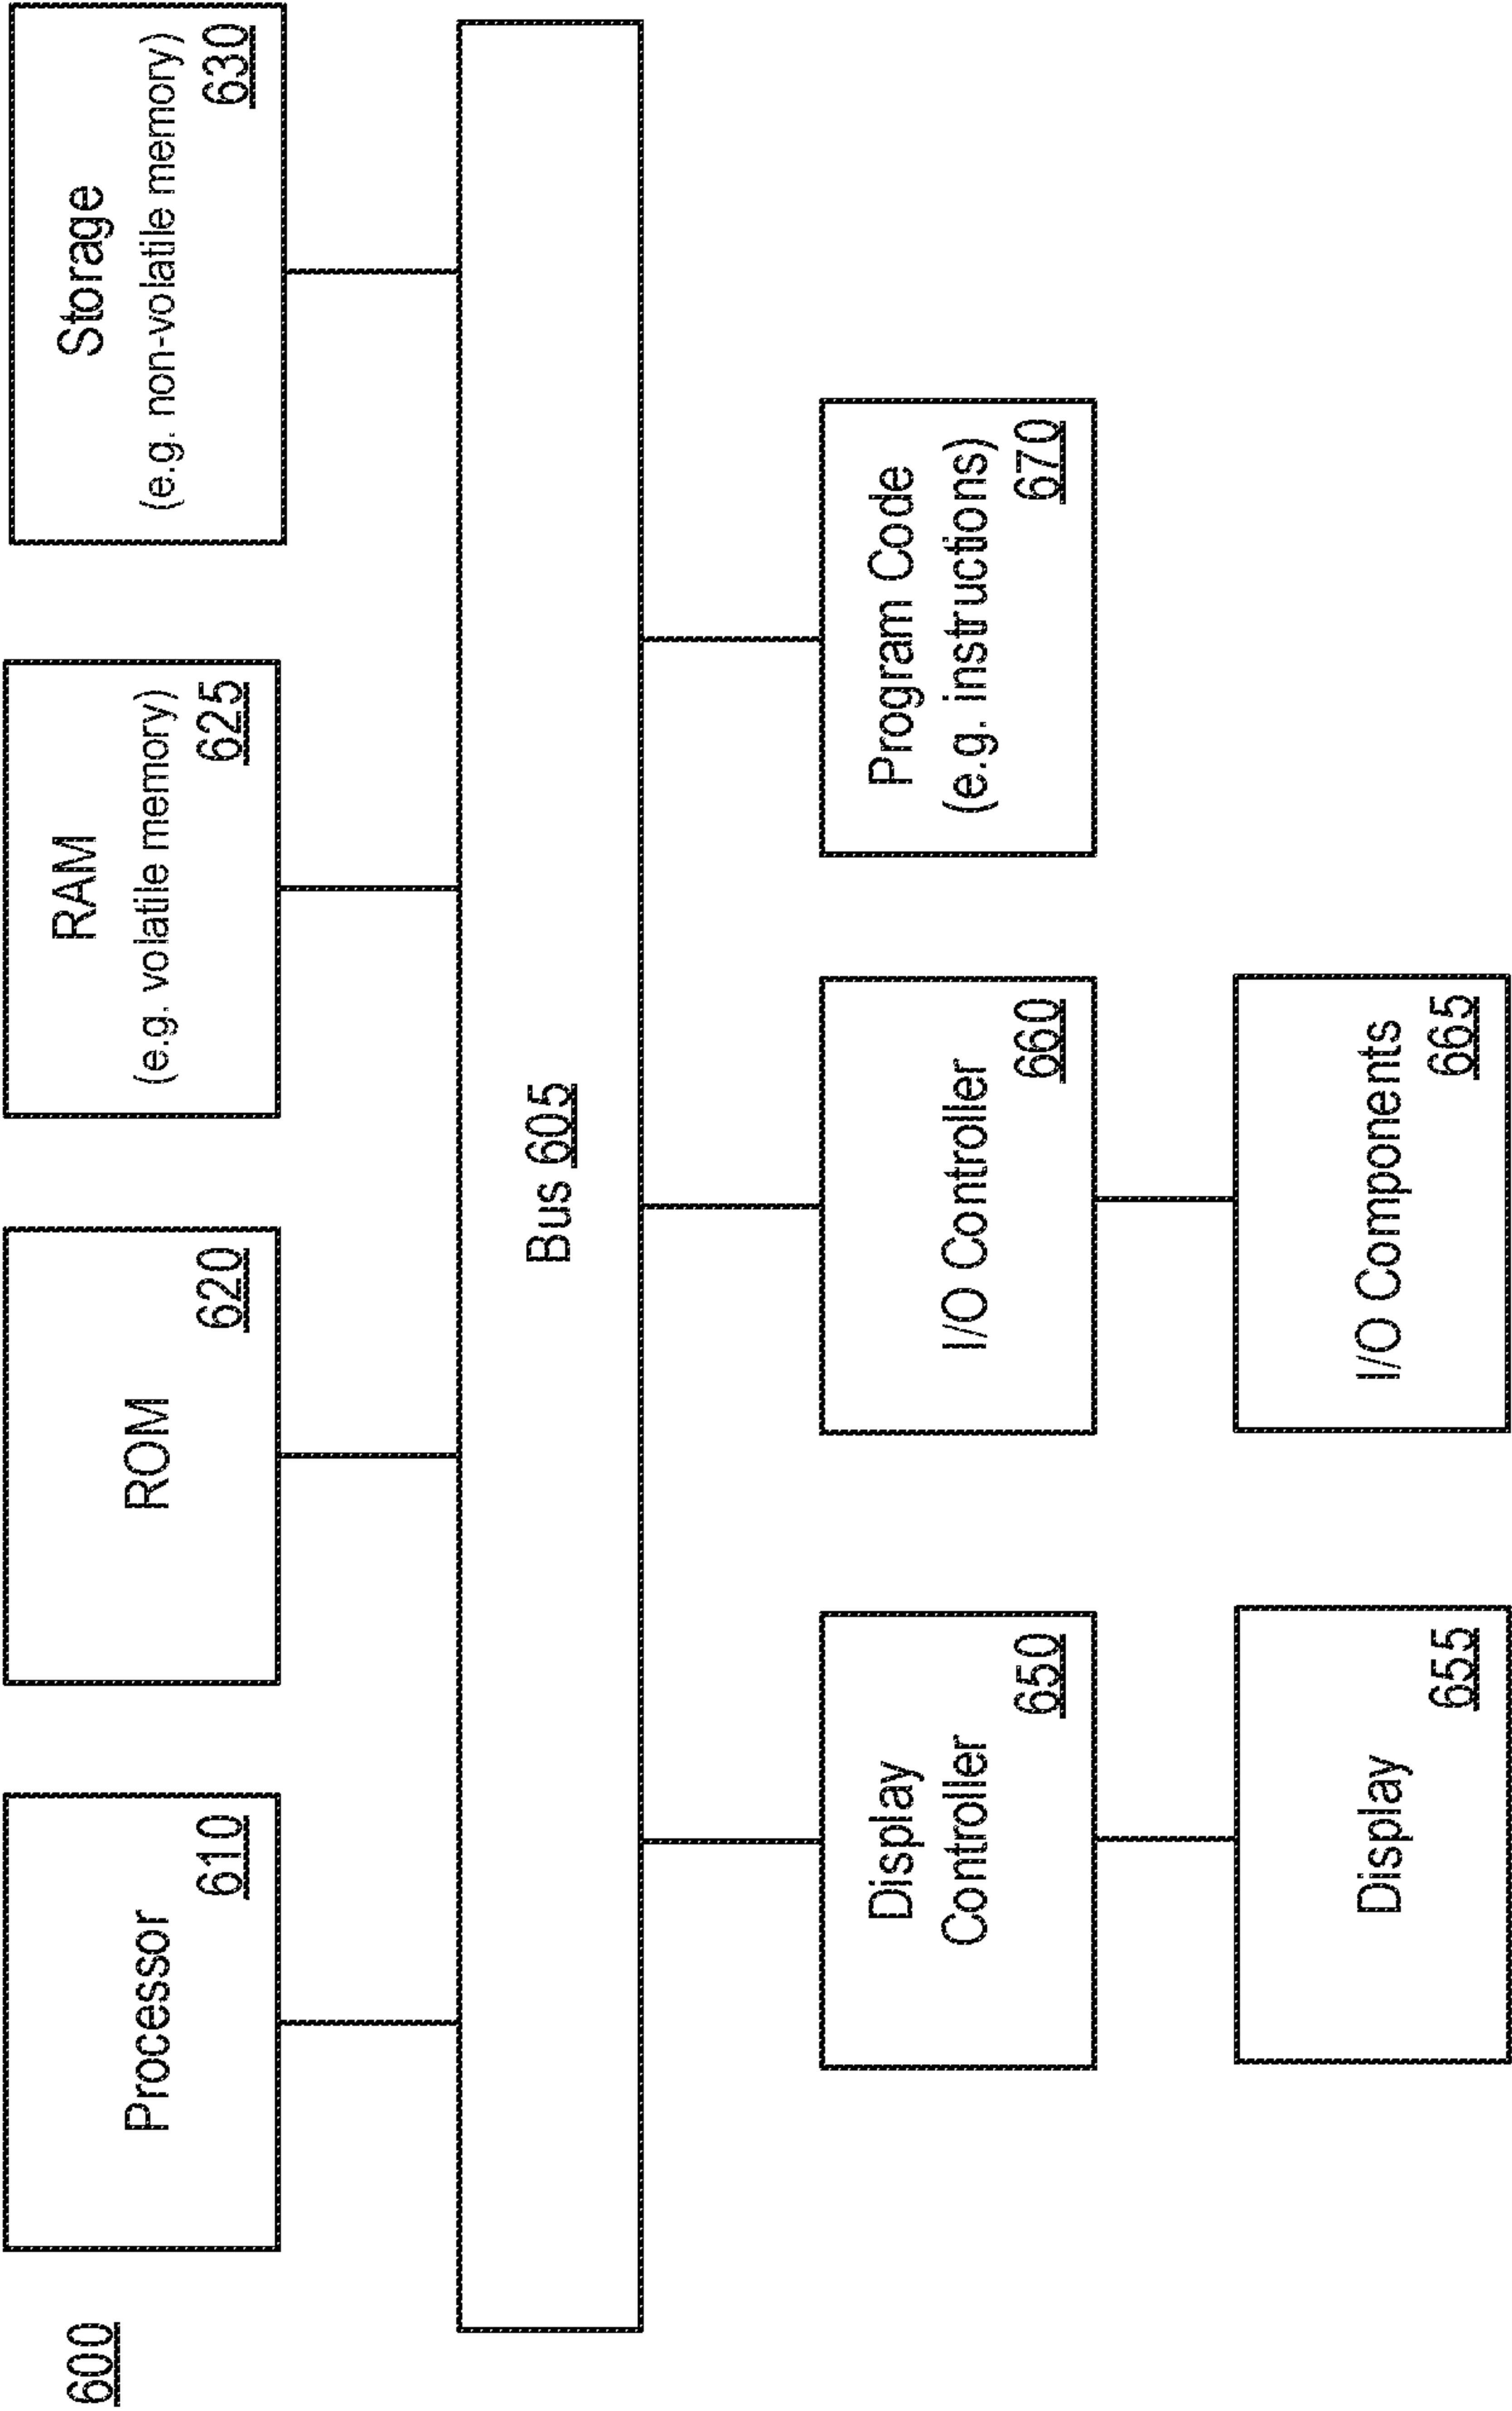 600
Processor
610
ROM
620
RAM
(e.g. volatile memory)
625
Storage
(e.g. non-volatile memory)
630
Bus 605
Display
Controller
650
I/O Controller
660
Program Code
(e.g. instructions)
670
Display
655
I/O Components
665